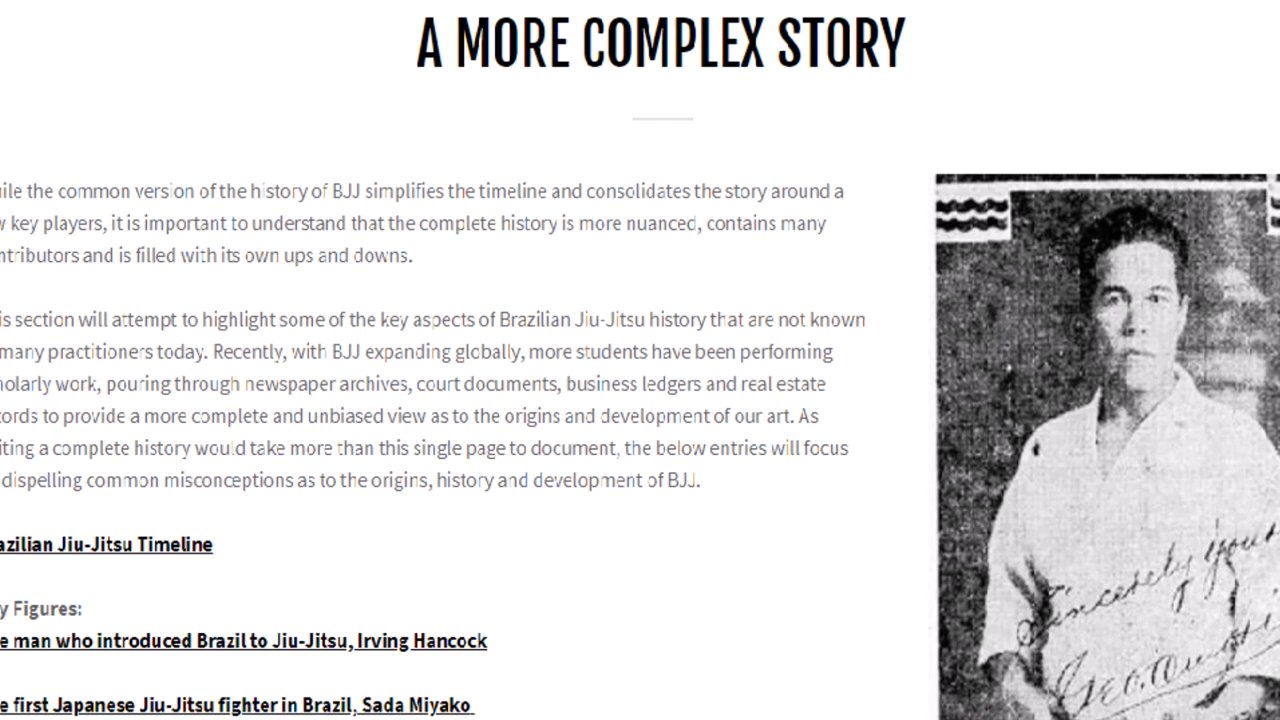 A MORE COMPLEX STORY
ile the common version of the history of BJJ simplifies the timeline and consolidates the story around a
key players, it is important to understand that the complete history is more nuanced, contains many
ntributors and is filled with its own ups and downs.
is section will attempt to highlight some of the key aspects of Brazilian Jiu-Jitsu history that are not known
many practitioners today. Recently, with BJJ expanding globally, more students have been performing
holarly work, pouring through newspaper archives, court documents, business ledgers and real estate
cords to provide a more complete and unbiased view as to the origins and development of our art. As
iting a complete history would take more than this single page to document, the below entries will focus
dispelling common misconceptions as to the origins, history and development of BJJ.
azilian Jiu-Jitsu Timeline
y Figures:
e man who introduced Brazil to Jiu-Jitsu, Irving Hancock
e first Japanese Jiu-Jitsu fighter in Brazil, Sada Miyako
Sincerely Yours
Geo.